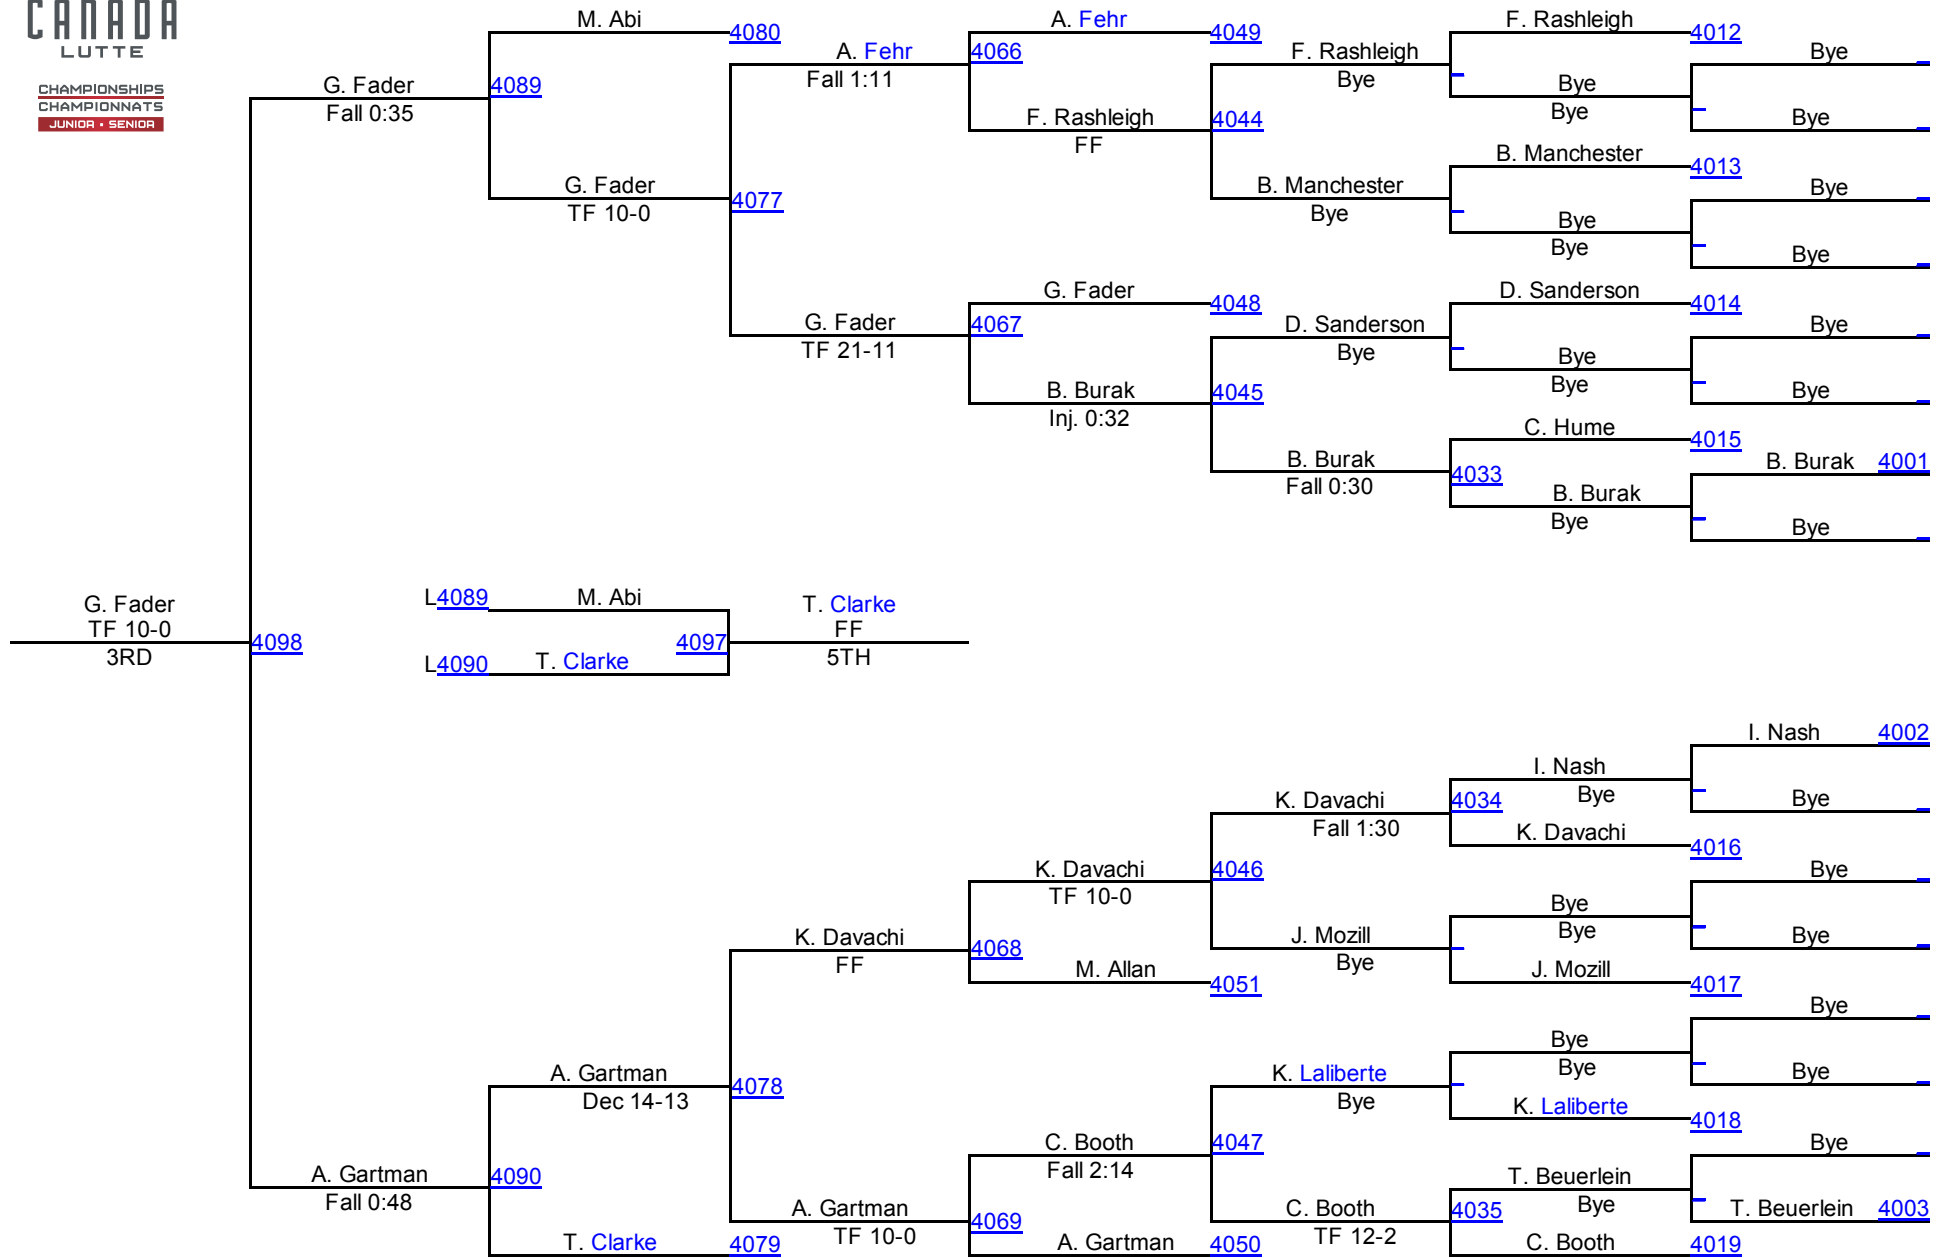 CANADA
LUTTE
CHAMPIONSHIPS
CHAMPIONNATS
JUNIOR • SENIOR
G. Fader
Fall 0:35
M. Abi
4080
4089
G. Fader
TF 10-0
A. Fehr
Fall 1:11
4077
G. Fader
TF 21-11
A. Fehr
4049
4066
F. Rashleigh
FF
G. Fader
4048
4067
B. Burak
Inj. 0:32
F. Rashleigh
Bye
4044
B. Manchester
Bye
D. Sanderson
Bye
4045
B. Burak
Fall 0:30
F. Rashleigh
4012
Bye
Bye
B. Manchester
4013
Bye
Bye
D. Sanderson
4014
Bye
Bye
C. Hume
4015
4033
B. Burak
Bye
Bye
Bye
Bye
Bye
Bye
Bye
B. Burak 4001
Bye
G. Fader
TF 10-0
3RD
4098
L4089
M. Abi
L4090
T. Clarke
4097
T. Clarke
FF
5TH
A. Gartman
Fall 0:48
4090
A. Gartman
Dec 14-13
T. Clarke
4079
4078
K. Davachi
FF
A. Gartman
TF 10-0
4068
K. Davachi
TF 10-0
M. Allan
4051
4069
C. Booth
Fall 2:14
A. Gartman
4050
4046
K. Davachi
Fall 1:30
J. Mozill
Bye
4047
K. Laliberte
Bye
C. Booth
TF 12-2
4034
I. Nash
Bye
K. Davachi
4016
Bye
Bye
J. Mozill
4017
Bye
Bye
K. Laliberte
4018
4035
T. Beuerlein
Bye
C. Booth
4019
I. Nash 4002
Bye
Bye
Bye
Bye
Bye
Bye
T. Beuerlein 4003